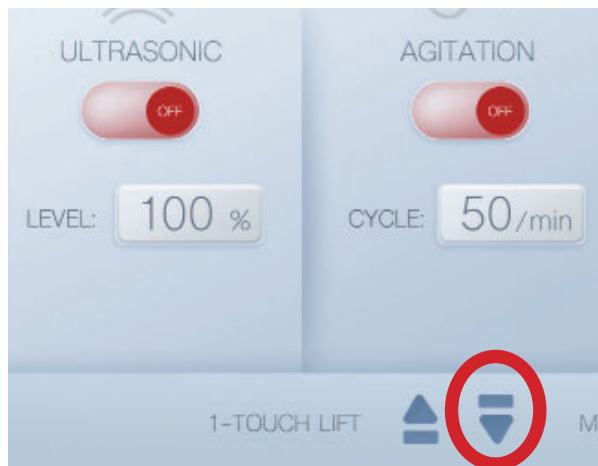 ULTRASONIC
AGITATION
OFF
OFF
LEVEL: 100 %
CYCLE: 50/min
1-TOUCH LIFT
M